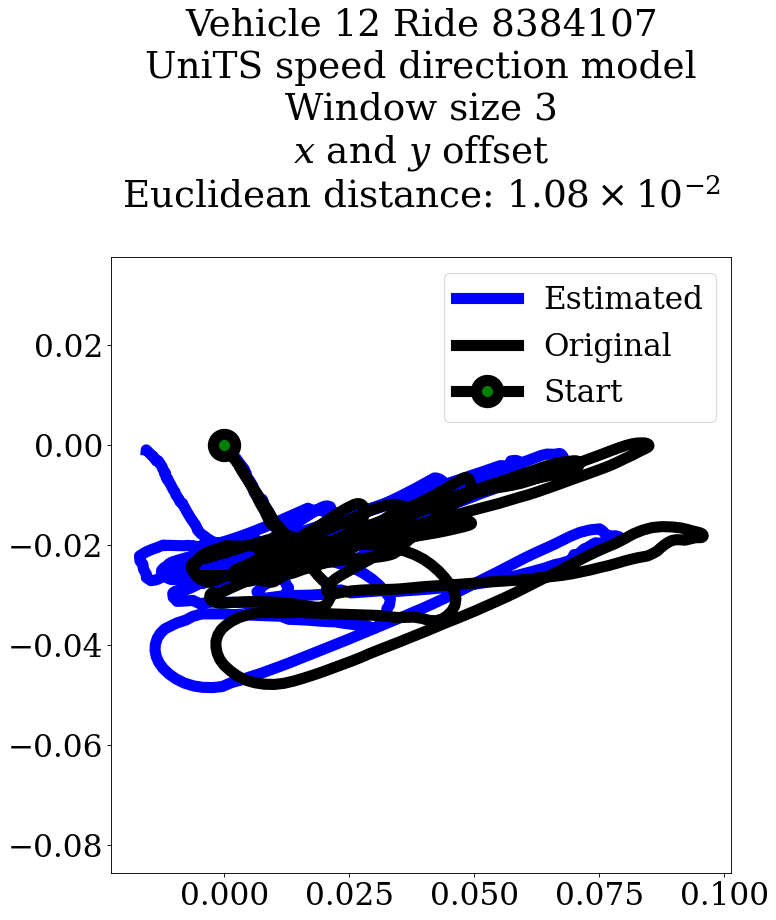 Vehicle 12 Ride 8384107
UniTS speed direction model
Window size 3
x and y offset
Euclidean distance: 1.08 × 10⁻²
Estimated
Original
Start
0.02
0.00
−0.02
−0.04
−0.06
−0.08
0.000 0.025 0.050 0.075 0.100